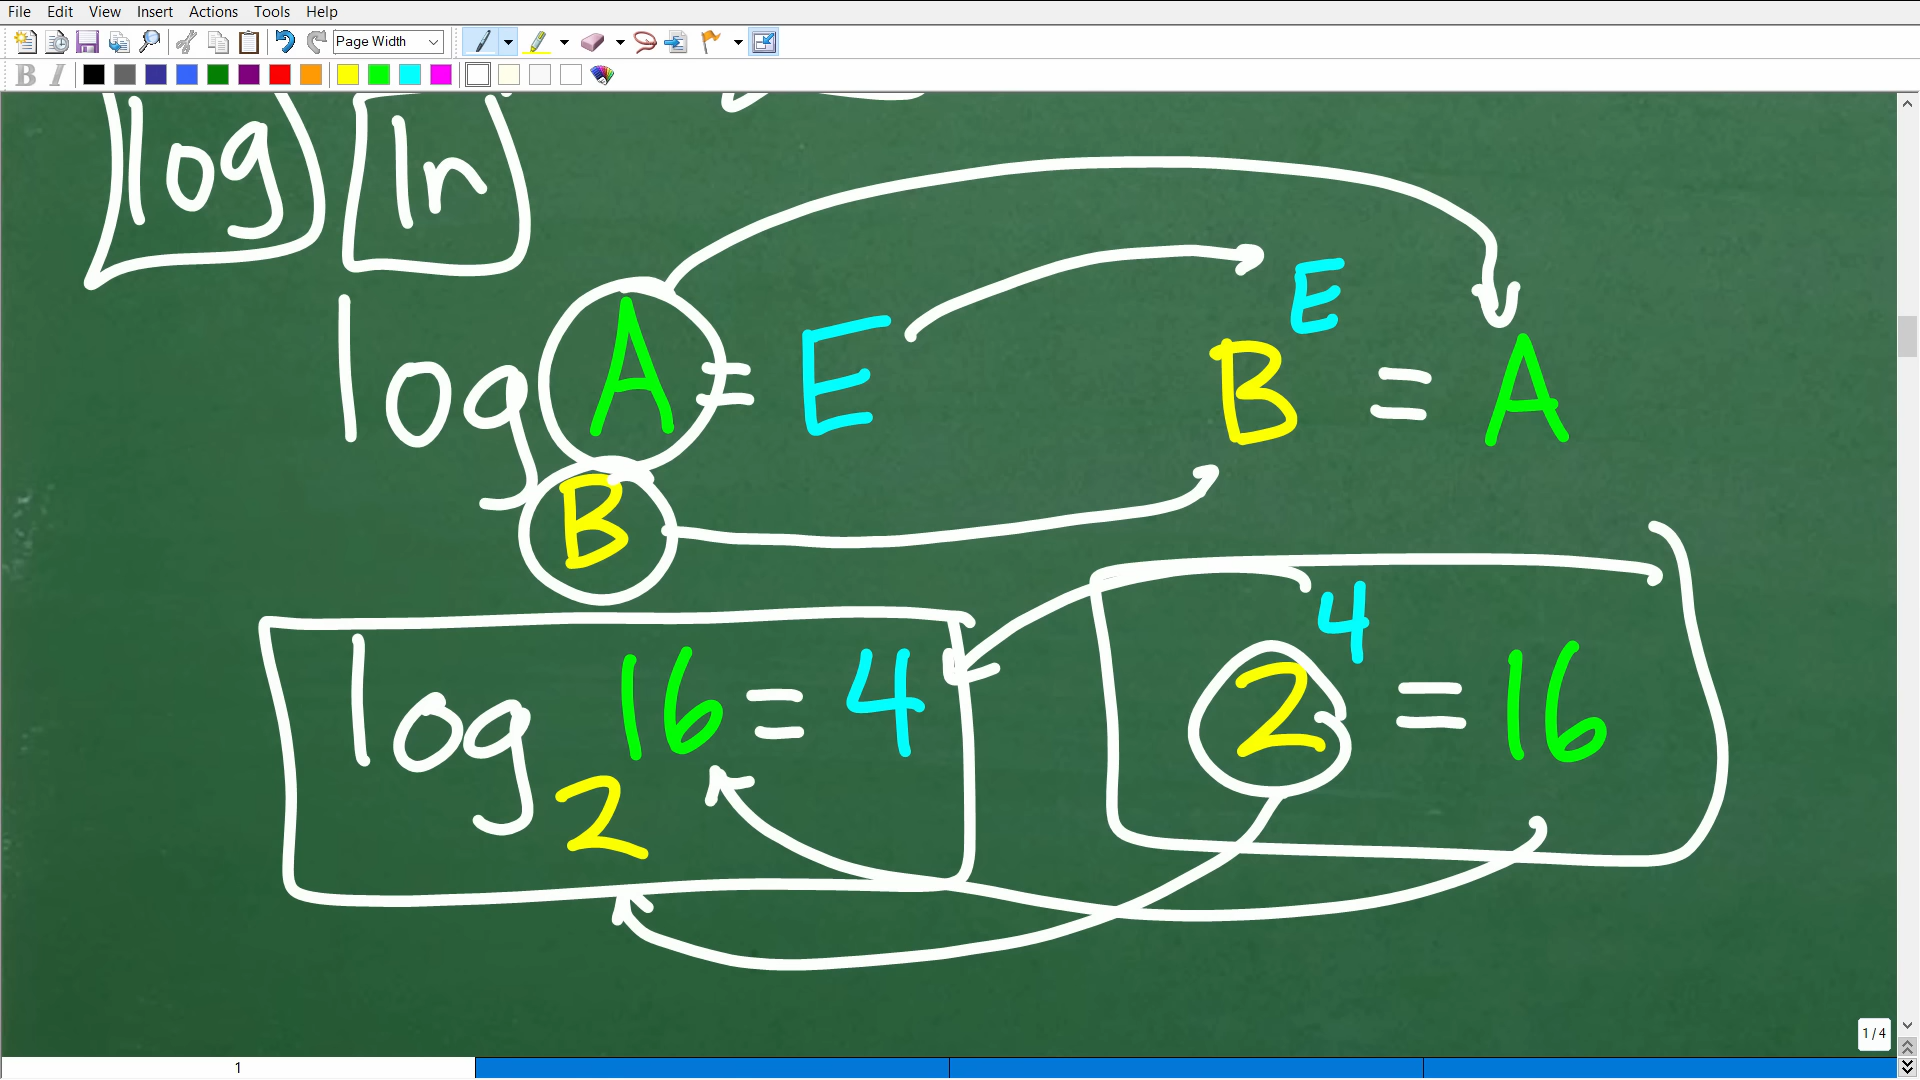 File Edit View Insert Actions Tools Help
Page Width
B I
log ln
log_B A = E B^E = A
log_2 16 = 4 2^4 = 16
1 / 4
1